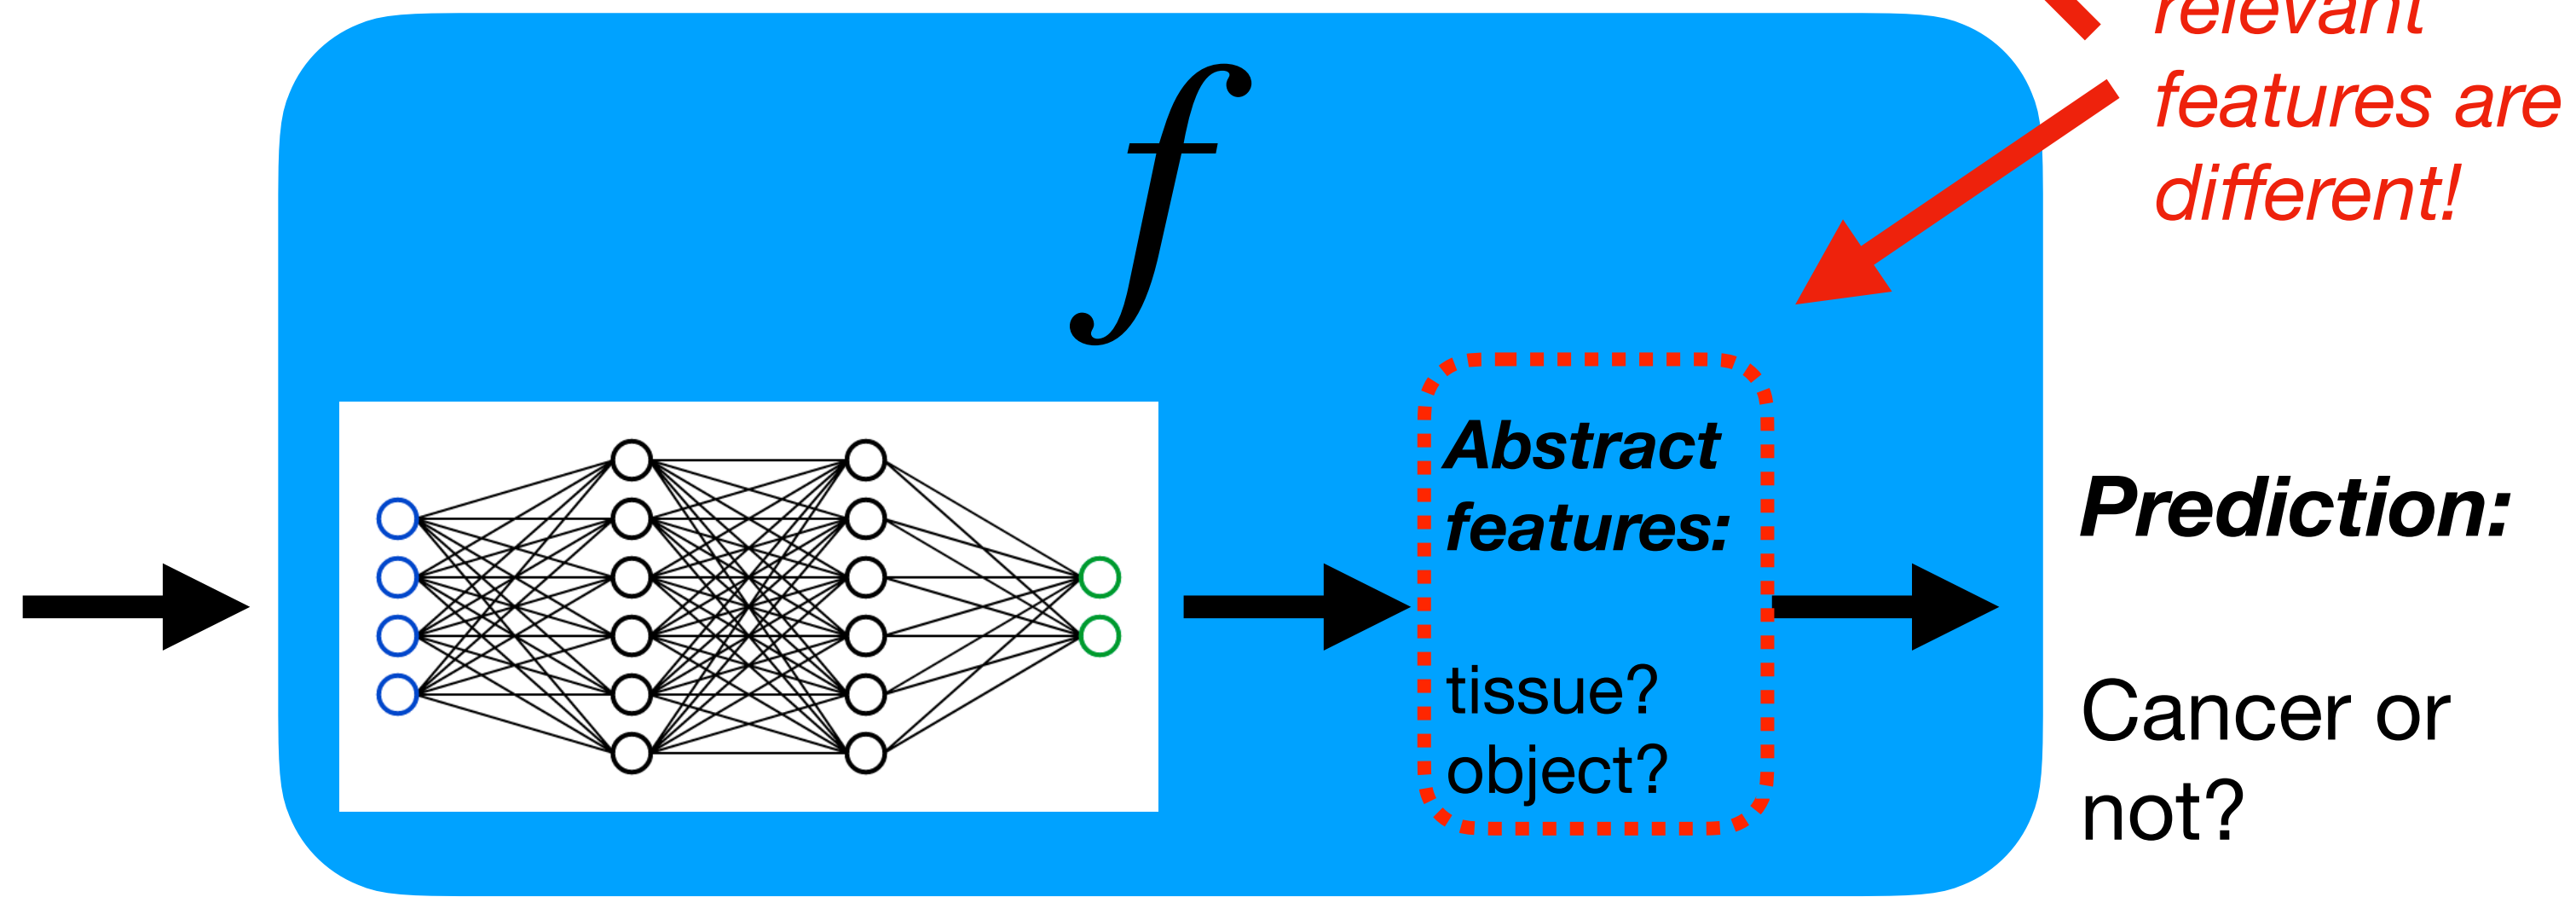 relevant
features are
different!
f
Abstract
features:
tissue?
object?
Prediction:
Cancer or
not?